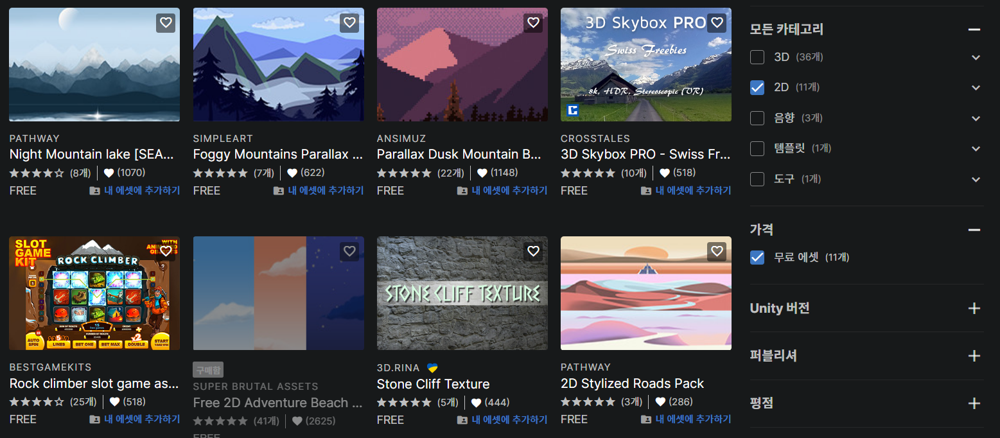 3D Skybox PRO
Swiss Freebies
8k, HDR, Stereoscopic (VR)
PATHWAY
Night Mountain lake [SEA...
(8개) (1070)
FREE 내 에셋에 추가하기
SIMPLEART
Foggy Mountains Parallax ...
(7개) (622)
FREE 내 에셋에 추가하기
ANSIMUZ
Parallax Dusk Mountain B...
(22개) (1148)
FREE 내 에셋에 추가하기
CROSSTALES
3D Skybox PRO - Swiss Fr...
(10개) (518)
FREE 내 에셋에 추가하기
SLOT
GAME
KIT
WITH
ROCK CLIMBER
15
free games
AUTO
SPIN
LINES
BET ONE
BET MAX
x2
DOUBLE
START
TAKE WIN
BESTGAMEKITS
Rock climber slot game as...
(25개) (518)
FREE 내 에셋에 추가하기
구매함
SUPER BRUTAL ASSETS
Free 2D Adventure Beach ...
(41개) (2625)
FREE
STONE CLIFF TEXTURE
3D.RINA
Stone Cliff Texture
(5개) (444)
FREE 내 에셋에 추가하기
PATHWAY
2D Stylized Roads Pack
(3개) (286)
FREE 내 에셋에 추가하기
모든 카테고리
3D (36개)
2D (11개)
음향 (3개)
템플릿 (1개)
도구 (1개)
가격
무료 에셋 (11개)
Unity 버전
퍼블리셔
평점